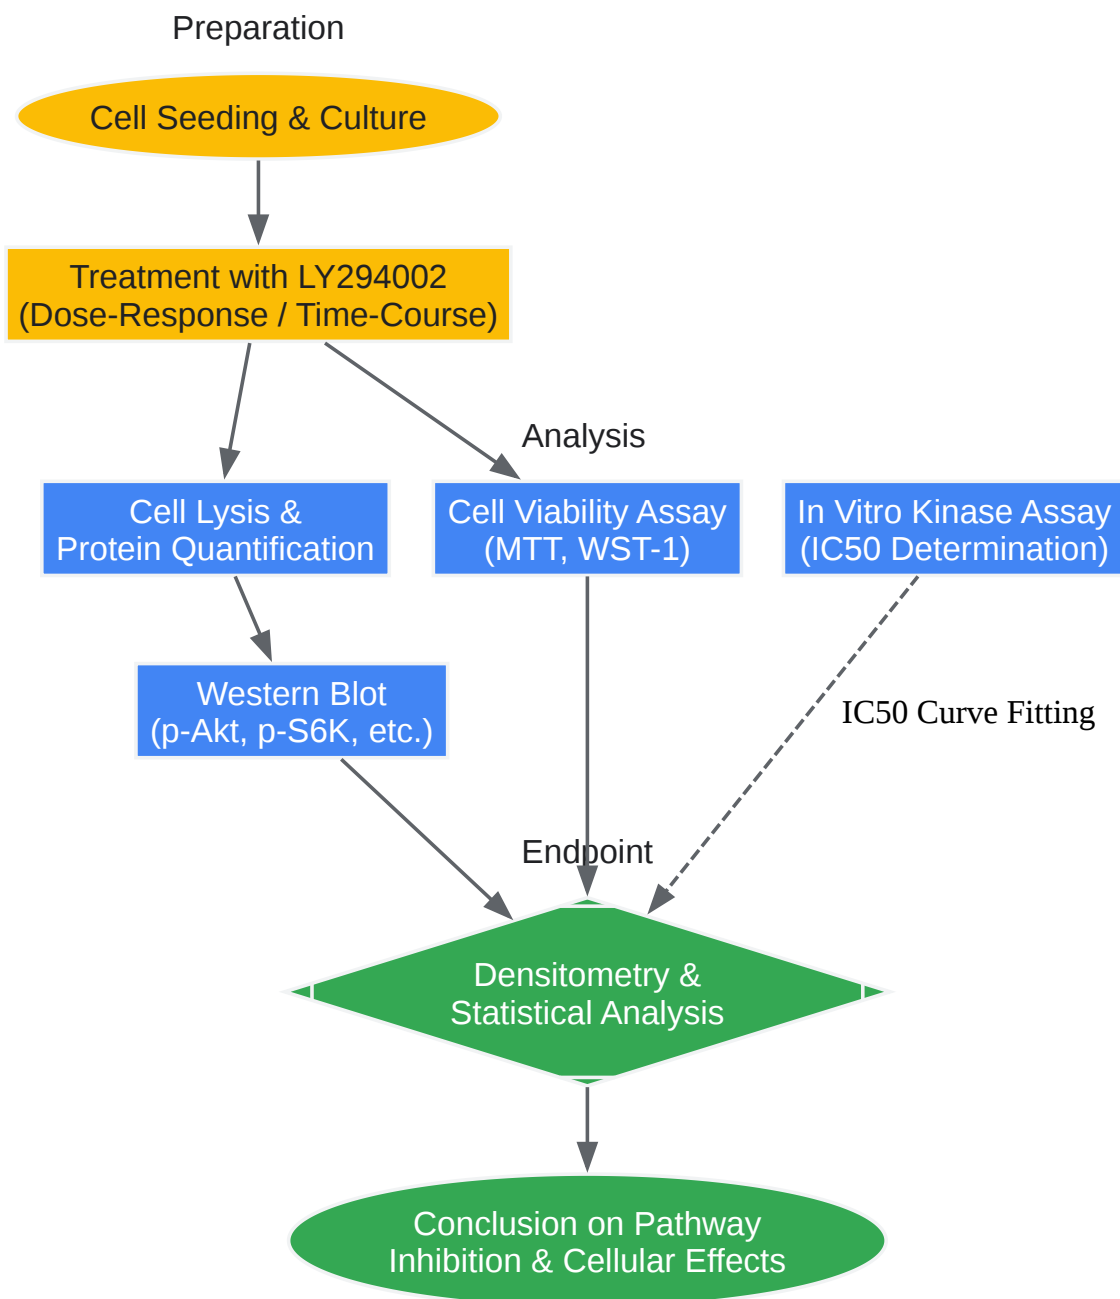 Preparation
Cell Seeding & Culture
Treatment with LY294002
(Dose-Response / Time-Course)
Analysis
Cell Lysis &
Protein Quantification
Cell Viability Assay
(MTT, WST-1)
In Vitro Kinase Assay
(IC50 Determination)
Western Blot
(p-Akt, p-S6K, etc.)
IC50 Curve Fitting
Endpoint
Densitometry &
Statistical Analysis
Conclusion on Pathway
Inhibition & Cellular Effects